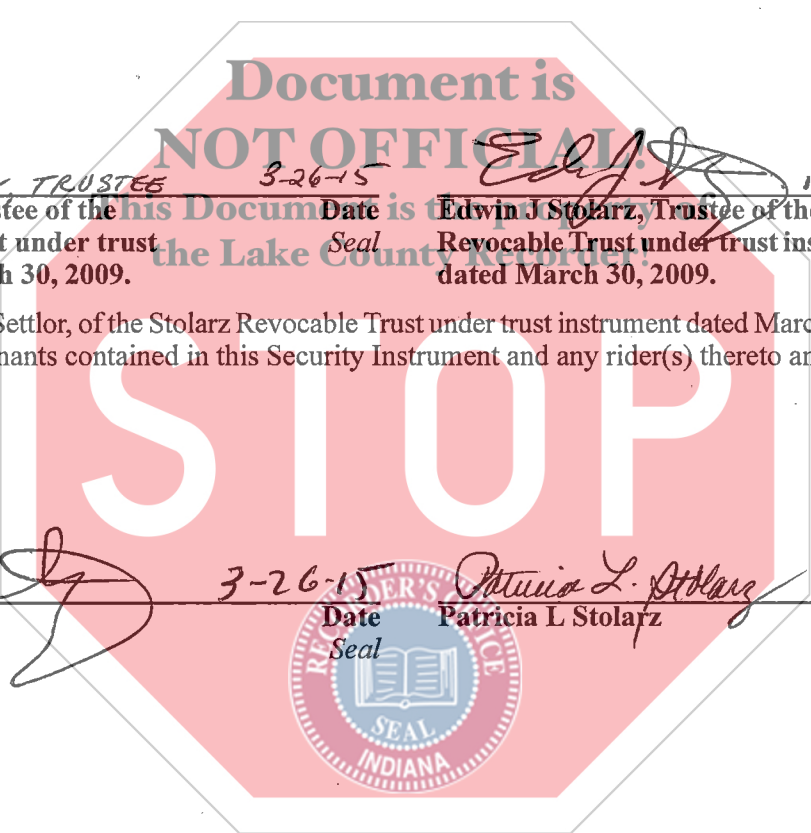 Document is
NOT OFFICIAL!
TRUSTEE 3-26-15
stee of the Date Edwin J Stolarz, Trustee of the
This Document is the property of
t under trust Seal Revocable Trust under trust ins
the Lake County Recorder!
h 30, 2009. dated March 30, 2009.
Settlor, of the Stolarz Revocable Trust under trust instrument dated Marc
nants contained in this Security Instrument and any rider(s) thereto an
STOP
3-26-15 Patricia L. Stolarz
Date Patricia L Stolarz
Seal
RECORDER'S OFFICE
SEAL
INDIANA